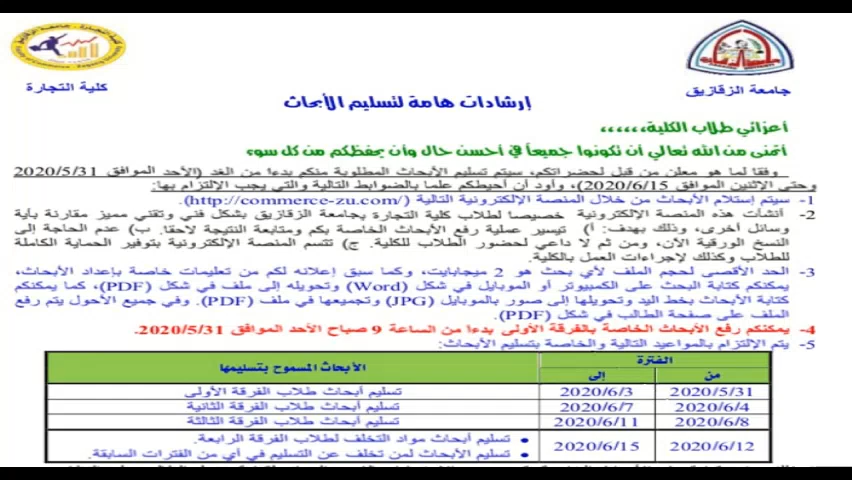 جامعة الزقازيق
كلية التجارة
إرشادات هامة لتسليم الأبحاث
أعزائي طلاب الكلية،،،،،،
أتمنى من الله تعالي أن تكونوا جميعاً في أحسن حال وأن يحفظكم من كل سوء؟
وفقا لما هو معلن من قبل لحضراتكم، سيتم تسليم الأبحاث المطلوبة منكم بدءا من الغد (الأحد الموافق 2020/5/31
وحتى الإثنين الموافق 2020/6/15)، وأود أن أحيطكم علما بالضوابط التالية والتي يجب الإلتزام بها:
1- سيتم إستلام الأبحاث من خلال المنصة الإلكترونية التالية (http://commerce-zu.com/).
2- أنشأت هذه المنصة الإلكترونية خصيصا لطلاب كلية التجارة بجامعة الزقازيق بشكل فني وتقني مميز مقارنة بأية
وسائل أخرى، وذلك بهدف: أ) تيسير عملية رفع الأبحاث الخاصة بكم ومتابعة النتيجة لاحقا. ب) عدم الحاجة إلى
النسخ الورقية الآن، ومن ثم لا داعي لحضور الطلاب للكلية. ج) تتسم المنصة الإلكترونية بتوفير الحماية الكاملة
للطلاب وكذلك لإجراءات العمل بالكلية.
3- الحد الأقصى لحجم الملف لأي بحث هو 2 ميجابايت، وكما سبق إعلانه لكم من تعليمات خاصة بإعداد الأبحاث،
يمكنكم كتابة البحث على الكمبيوتر أو الموبايل في شكل (Word) وتحويله إلى ملف في شكل (PDF)، كما يمكنكم
كتابة الأبحاث بخط اليد وتحويلها إلى صور بالموبايل (JPG) وتجميعها في ملف (PDF). وفي جميع الأحول يتم رفع
الملف على صفحة الطالب في شكل (PDF).
4- يمكنكم رفع الأبحاث الخاصة بالفرقة الأولى بدءا من الساعة 9 صباح الأحد الموافق 2020/5/31.
5- يتم الإلتزام بالمواعيد التالية والخاصة بتسليم الأبحاث:
الفترة
من إلى الأبحاث المسموح بتسليمها
2020/5/31 2020/6/3 تسليم أبحاث طلاب الفرقة الأولى
2020/6/4 2020/6/7 تسليم أبحاث طلاب الفرقة الثانية
2020/6/8 2020/6/11 تسليم أبحاث طلاب الفرقة الثالثة
2020/6/12 2020/6/15 • تسليم أبحاث مواد التخلف لطلاب الفرقة الرابعة.
• تسليم الأبحاث لمن تخلف عن التسليم في أي من الفترات السابقة.